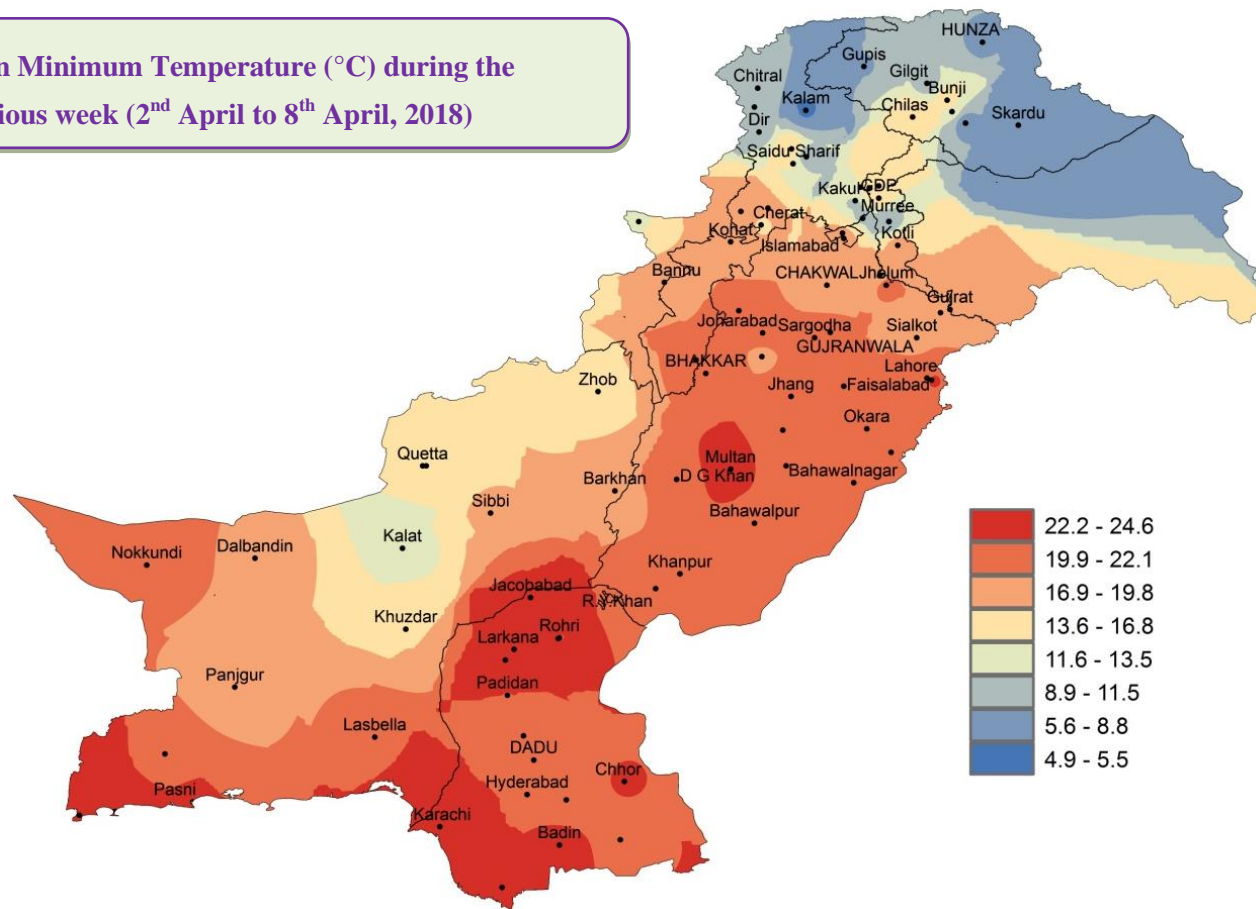 n Minimum Temperature (°C) during the
ious week (2nd April to 8th April, 2018)
HUNZA
Gupis
Gilgit
Chitral
Bunji
Kalam
Chilas
Skardu
Dir
Saidu Sharif
Kakul
CDP
Murree
Cherat
Kohat
Kotli
Islamabad
Bannu
CHAKWAL
Jhelum
Gujrat
Joharabad
Sargodha
Sialkot
GUJRANWALA
BHAKKAR
Lahore
Zhob
Jhang
Faisalabad
Okara
Quetta
Multan
Barkhan
D G Khan
Bahawalnagar
Sibbi
Bahawalpur
Nokkundi
Dalbandin
Kalat
Khanpur
Jacobabad
R.Y.Khan
Khuzdar
Rohri
Larkana
Panjgur
Padidan
Lasbella
DADU
Chhor
Pasni
Hyderabad
Karachi
Badin
22.2 - 24.6
19.9 - 22.1
16.9 - 19.8
13.6 - 16.8
11.6 - 13.5
8.9 - 11.5
5.6 - 8.8
4.9 - 5.5